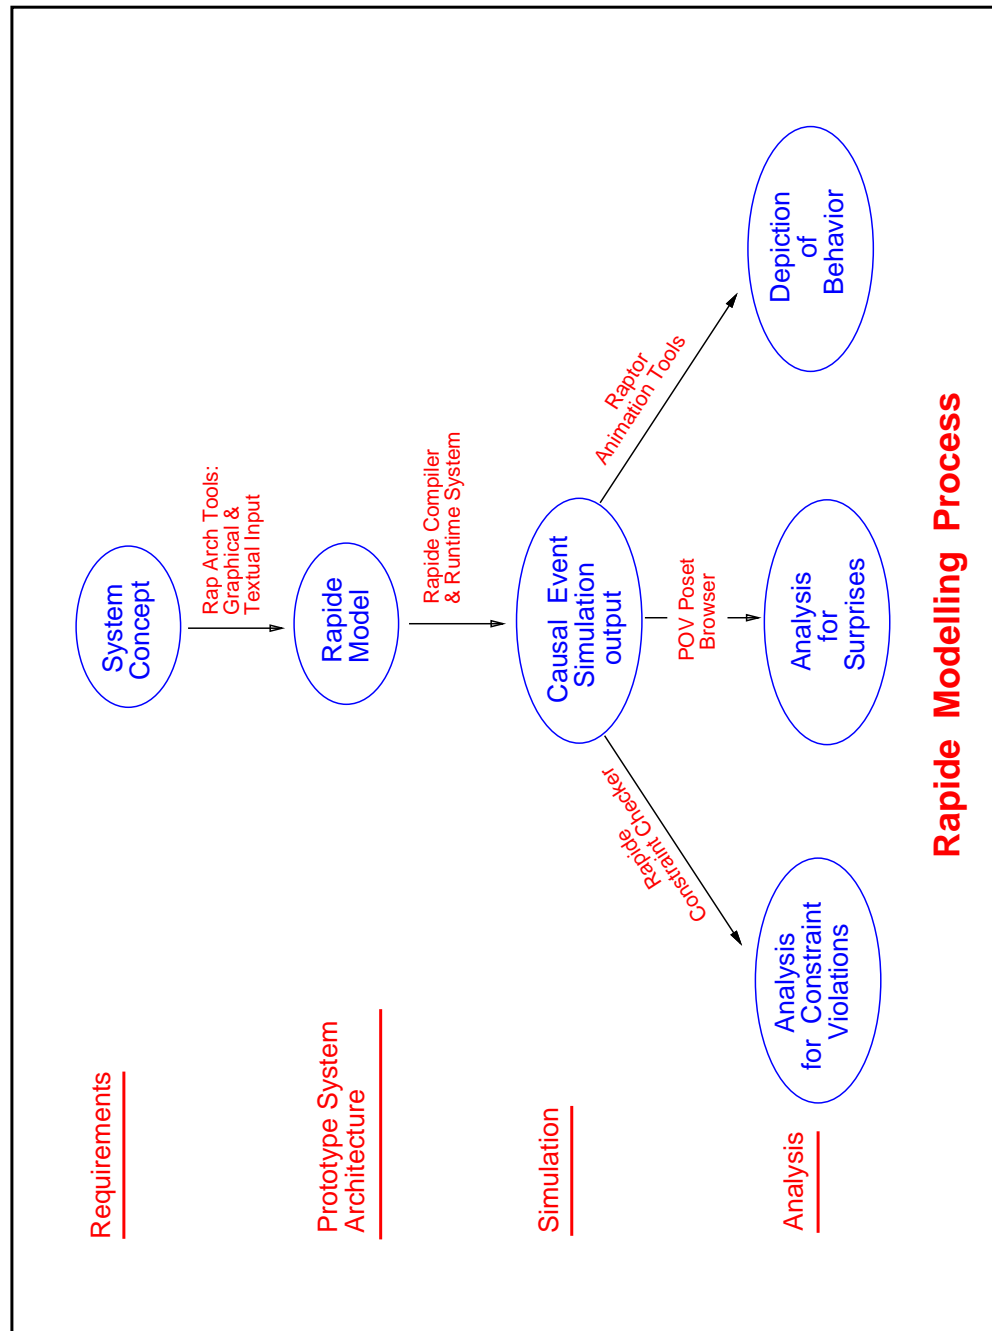 Requirements
System
Concept
Rap Arch Tools:
Graphical &
Textual Input
Prototype System
Architecture
Rapide
Model
Rapide Compiler
& Runtime System
Simulation
Causal Event
Simulation
output
Rapide
Constraint Checker
POV Poset
Browser
Raptor
Animation Tools
Analysis
Analysis
for Constraint
Violations
Analysis
for
Surprises
Depiction
of
Behavior
Rapide Modelling Process